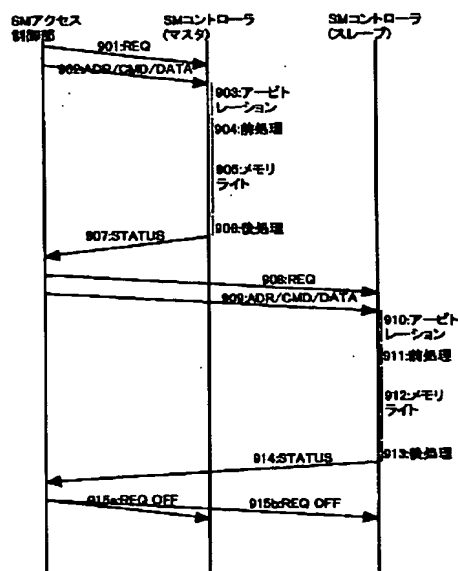 SMアクセス
制御部
SMコントローラ
(マスタ)
SMコントローラ
(スレーブ)
901:REQ
902:ADR/CMD/DATA
903:アービト
レーション
904:前処理
905:メモリ
ライト
906:後処理
907:STATUS
908:REQ
909:ADR/CMD/DATA
910:アービト
レーション
911:前処理
912:メモリ
ライト
913:後処理
914:STATUS
915a:REQ OFF
915b:REQ OFF